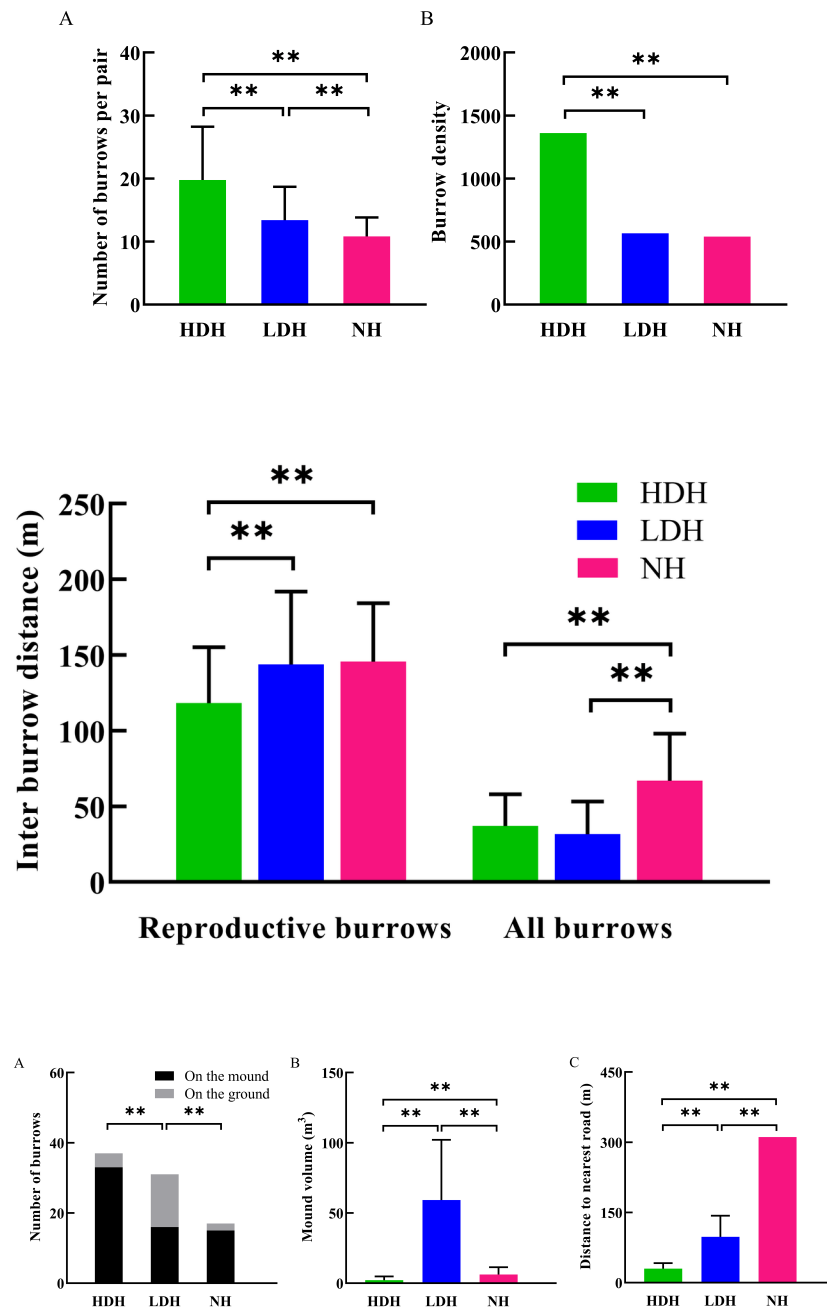 A
Number of burrows per pair
40
30
20
10
0
** ** **
HDH LDH NH
B
Burrow density
2000
1500
1000
500
0
** **
HDH LDH NH
Inter burrow distance (m)
250
200
150
100
50
0
** ** ** **
HDH
LDH
NH
Reproductive burrows All burrows
A
Number of burrows
60
40
20
0
On the mound
On the ground
** **
HDH LDH NH
B
Mound volume (m³)
150
100
50
0
** ** **
HDH LDH NH
C
Distance to nearest road (m)
450
300
150
0
** ** **
HDH LDH NH